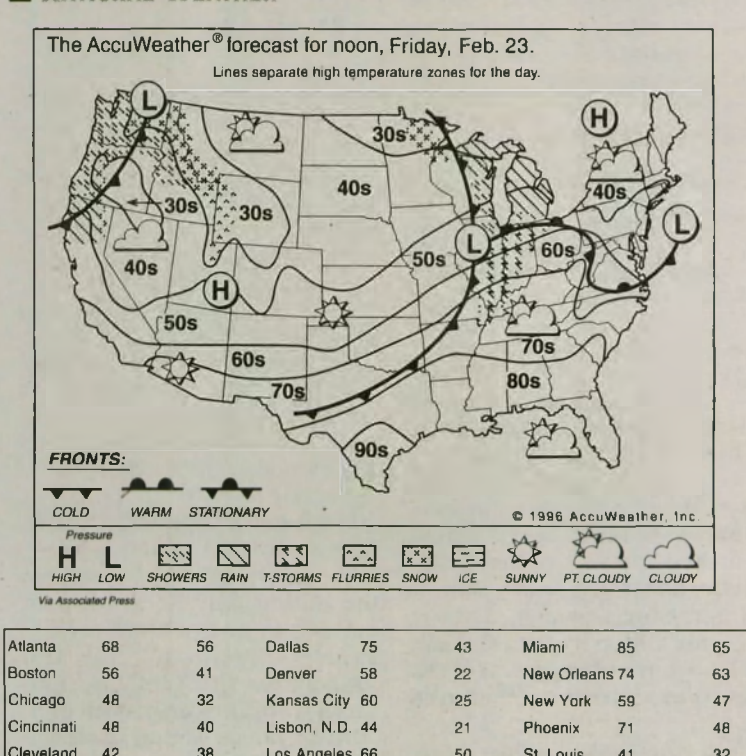 The AccuWeather® forecast for noon, Friday, Feb. 23.
Lines separate high temperature zones for the day.
L
H
30s
40s
40s
30s
30s
L
L
50s
60s
40s
H
50s
60s
70s
70s
80s
90s
FRONTS:
COLD WARM STATIONARY
© 1996 AccuWeather, Inc.
Pressure
H L
HIGH LOW SHOWERS RAIN T-STORMS FLURRIES SNOW ICE SUNNY PT. CLOUDY CLOUDY
Via Associated Press
Atlanta 68 56 Dallas 75 43 Miami 85 65
Boston 56 41 Denver 58 22 New Orleans 74 63
Chicago 48 32 Kansas City 60 25 New York 59 47
Cincinnati 48 40 Lisbon, N.D. 44 21 Phoenix 71 48
Cleveland 42 38 Los Angeles 66 50 St. Louis 41 32